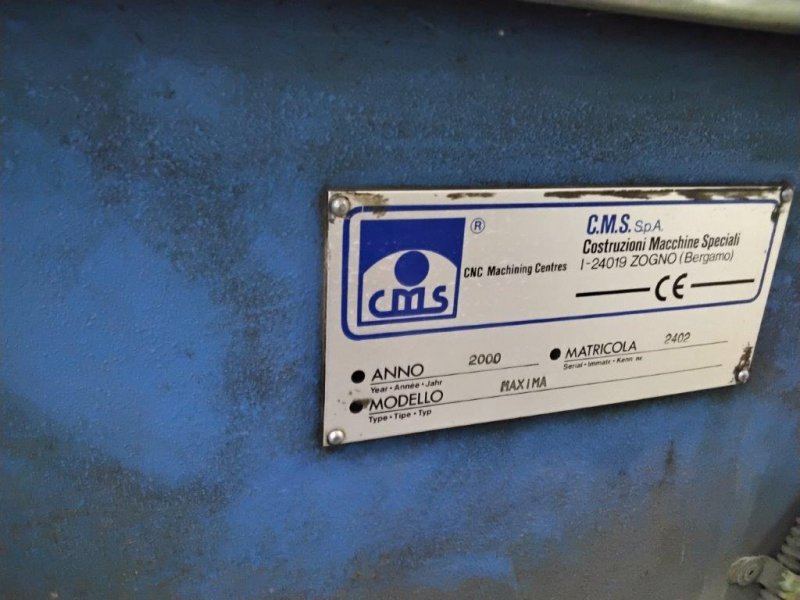 cms ®
CNC Machining Centres
C.M.S. S.p.A.
Costruzioni Macchine Speciali
I-24019 ZOGNO (Bergamo)
CE
ANNO 2000
Year · Année · Jahr
MATRICOLA 2402
Serial · Immatr · Kenn nr.
MODELLO MAXiMA
Type · Tipe · Typ